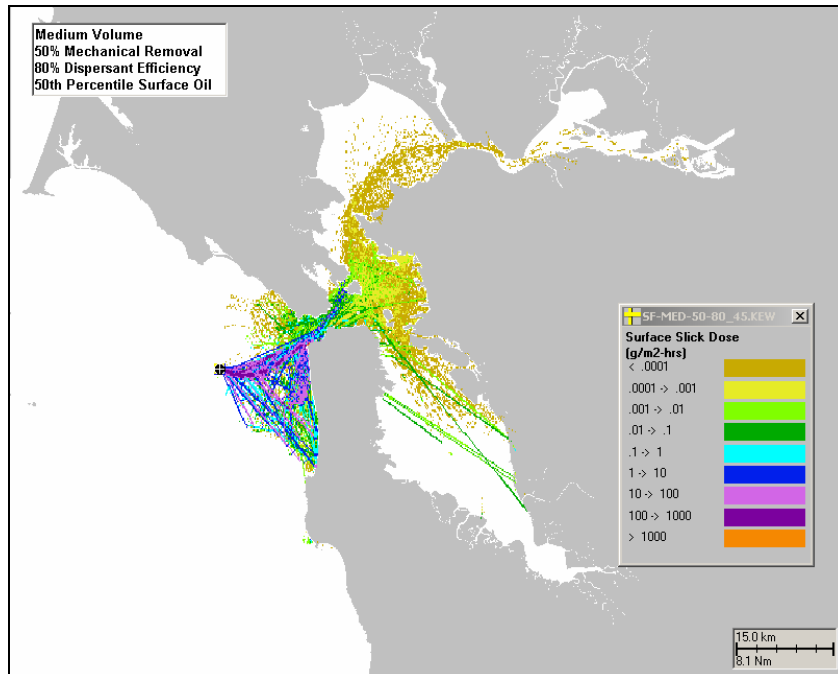 Medium Volume
50% Mechanical Removal
80% Dispersant Efficiency
50th Percentile Surface Oil
SF-MED-50-80_45.KEW
Surface Slick Dose
(g/m2-hrs)
< .0001
.0001 -> .001
.001 -> .01
.01 -> .1
.1 -> 1
1 -> 10
10 -> 100
100 -> 1000
> 1000
15.0 km
8.1 Nm